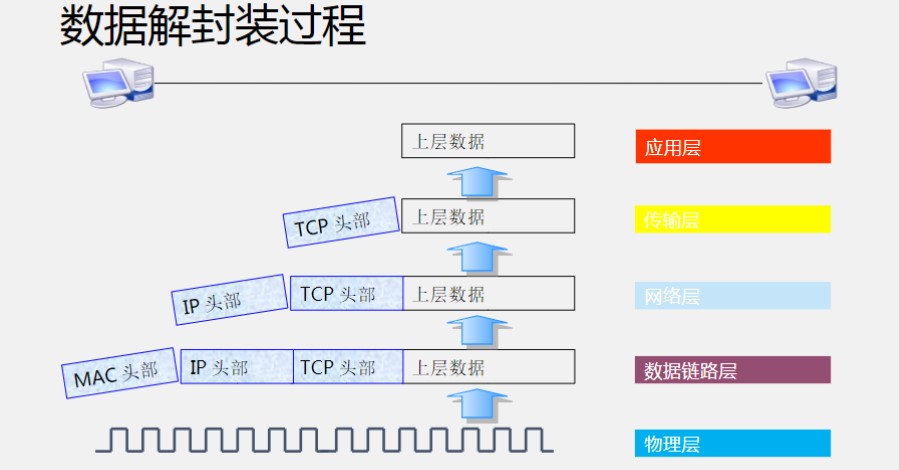 数据解封装过程
上层数据
应用层
TCP 头部
上层数据
传输层
IP 头部
TCP 头部
上层数据
网络层
MAC 头部
IP 头部
TCP 头部
上层数据
数据链路层
物理层